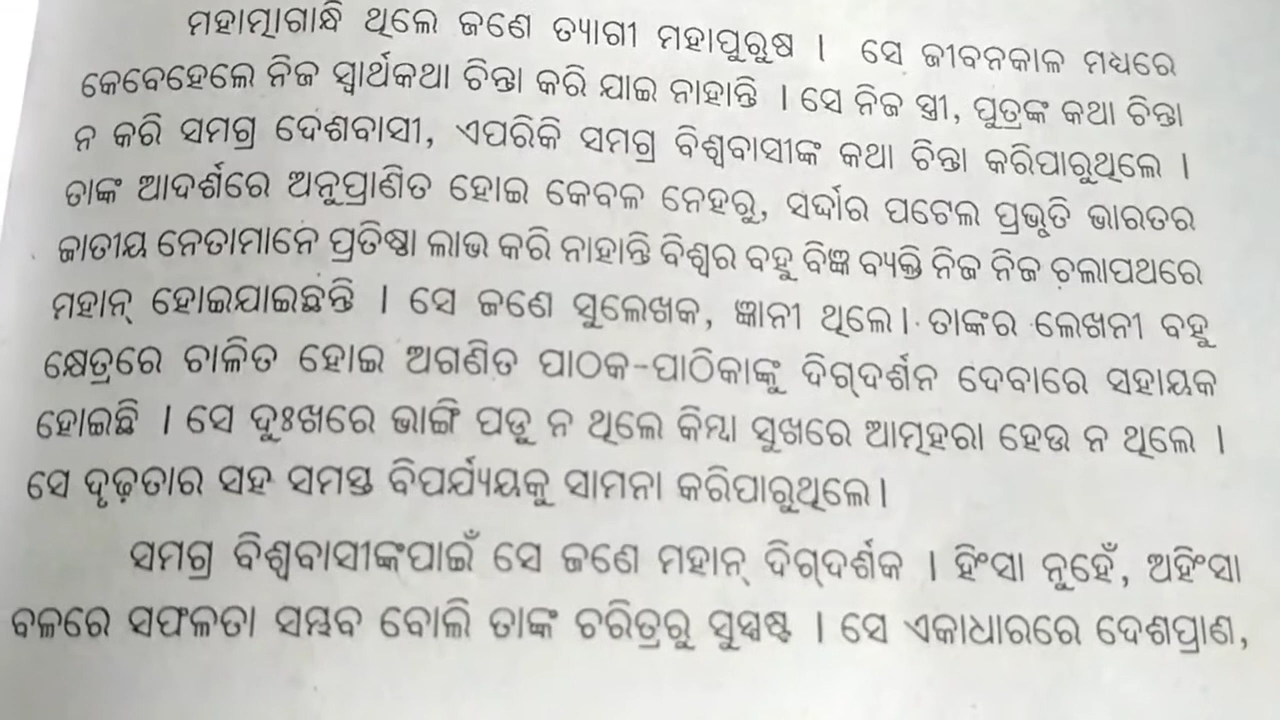 ମହାତ୍ମାଗାନ୍ଧି ଥିଲେ ଜଣେ ତ୍ୟାଗୀ ମହାପୁରୁଷ । ସେ ଜୀବନକାଳ ମଧ୍ୟରେ
କେବେହେଲେ ନିଜ ସ୍ୱାର୍ଥକଥା ଚିନ୍ତା କରି ଯାଇ ନାହାନ୍ତି । ସେ ନିଜ ସ୍ତ୍ରୀ, ପୁତ୍ରଙ୍କ କଥା ଚିନ୍ତା
ନ କରି ସମଗ୍ର ଦେଶବାସୀ, ଏପରିକି ସମଗ୍ର ବିଶ୍ୱବାସୀଙ୍କ କଥା ଚିନ୍ତା କରିପାରୁଥିଲେ ।
ତାଙ୍କ ଆଦର୍ଶରେ ଅନୁପ୍ରାଣିତ ହୋଇ କେବଳ ନେହରୁ, ସର୍ଦ୍ଦାର ପଟେଲ ପ୍ରଭୃତି ଭାରତର
ଜାତୀୟ ନେତାମାନେ ପ୍ରତିଷ୍ଠା ଲାଭ କରି ନାହାନ୍ତି ବିଶ୍ୱର ବହୁ ବିଜ୍ଞ ବ୍ୟକ୍ତି ନିଜ ନିଜ ଚଲାପଥରେ
ମହାନ୍ ହୋଇଯାଇଛନ୍ତି । ସେ ଜଣେ ସୁଲେଖକ, ଜ୍ଞାନୀ ଥିଲେ। ତାଙ୍କର ଲେଖନୀ ବହୁ
କ୍ଷେତ୍ରରେ ଚାଳିତ ହୋଇ ଅଗଣିତ ପାଠକ-ପାଠିକାଙ୍କୁ ଦିଗ୍‌ଦର୍ଶନ ଦେବାରେ ସହାୟକ
ହୋଇଛି । ସେ ଦୁଃଖରେ ଭାଙ୍ଗି ପଡୁ ନ ଥିଲେ କିମ୍ବା ସୁଖରେ ଆତ୍ମହରା ହେଉ ନ ଥିଲେ ।
ସେ ଦୃଢ଼ତାର ସହ ସମସ୍ତ ବିପର୍ଯ୍ୟୟକୁ ସାମନା କରିପାରୁଥିଲେ।
ସମଗ୍ର ବିଶ୍ୱବାସୀଙ୍କପାଇଁ ସେ ଜଣେ ମହାନ୍ ଦିଗ୍‌ଦର୍ଶକ । ହିଂସା ନୁହେଁ, ଅହିଂସା
ବଳରେ ସଫଳତା ସମ୍ଭବ ବୋଲି ତାଙ୍କ ଚରିତ୍ରରୁ ସୁସ୍ପଷ୍ଟ । ସେ ଏକାଧାରରେ ଦେଶପ୍ରାଣ,